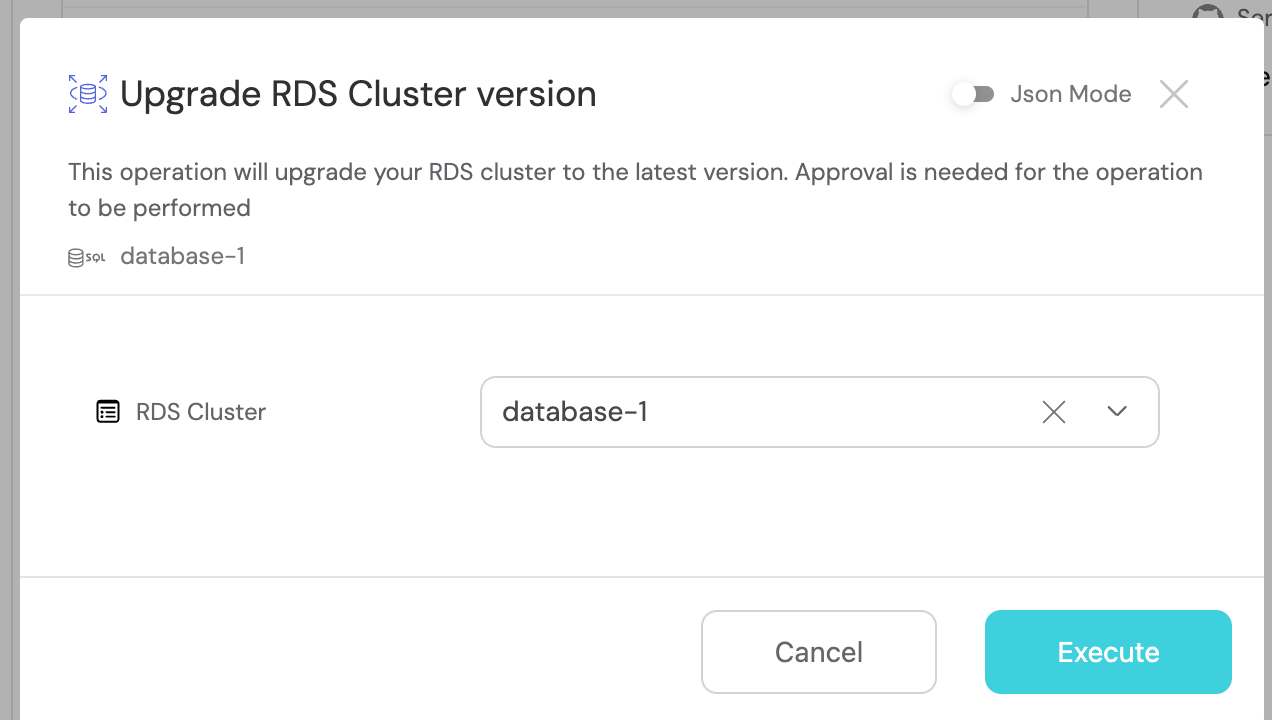 Upgrade RDS Cluster version
Json Mode
This operation will upgrade your RDS cluster to the latest version. Approval is needed for the operation
to be performed
SQL database-1
RDS Cluster
database-1
Cancel
Execute